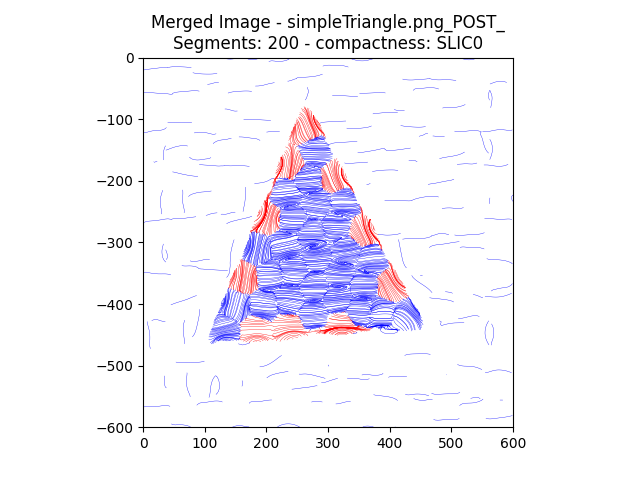 Merged Image - simpleTriangle.png_POST_
Segments: 200 - compactness: SLIC0
0
−100
−200
−300
−400
−500
−600
0 100 200 300 400 500 600